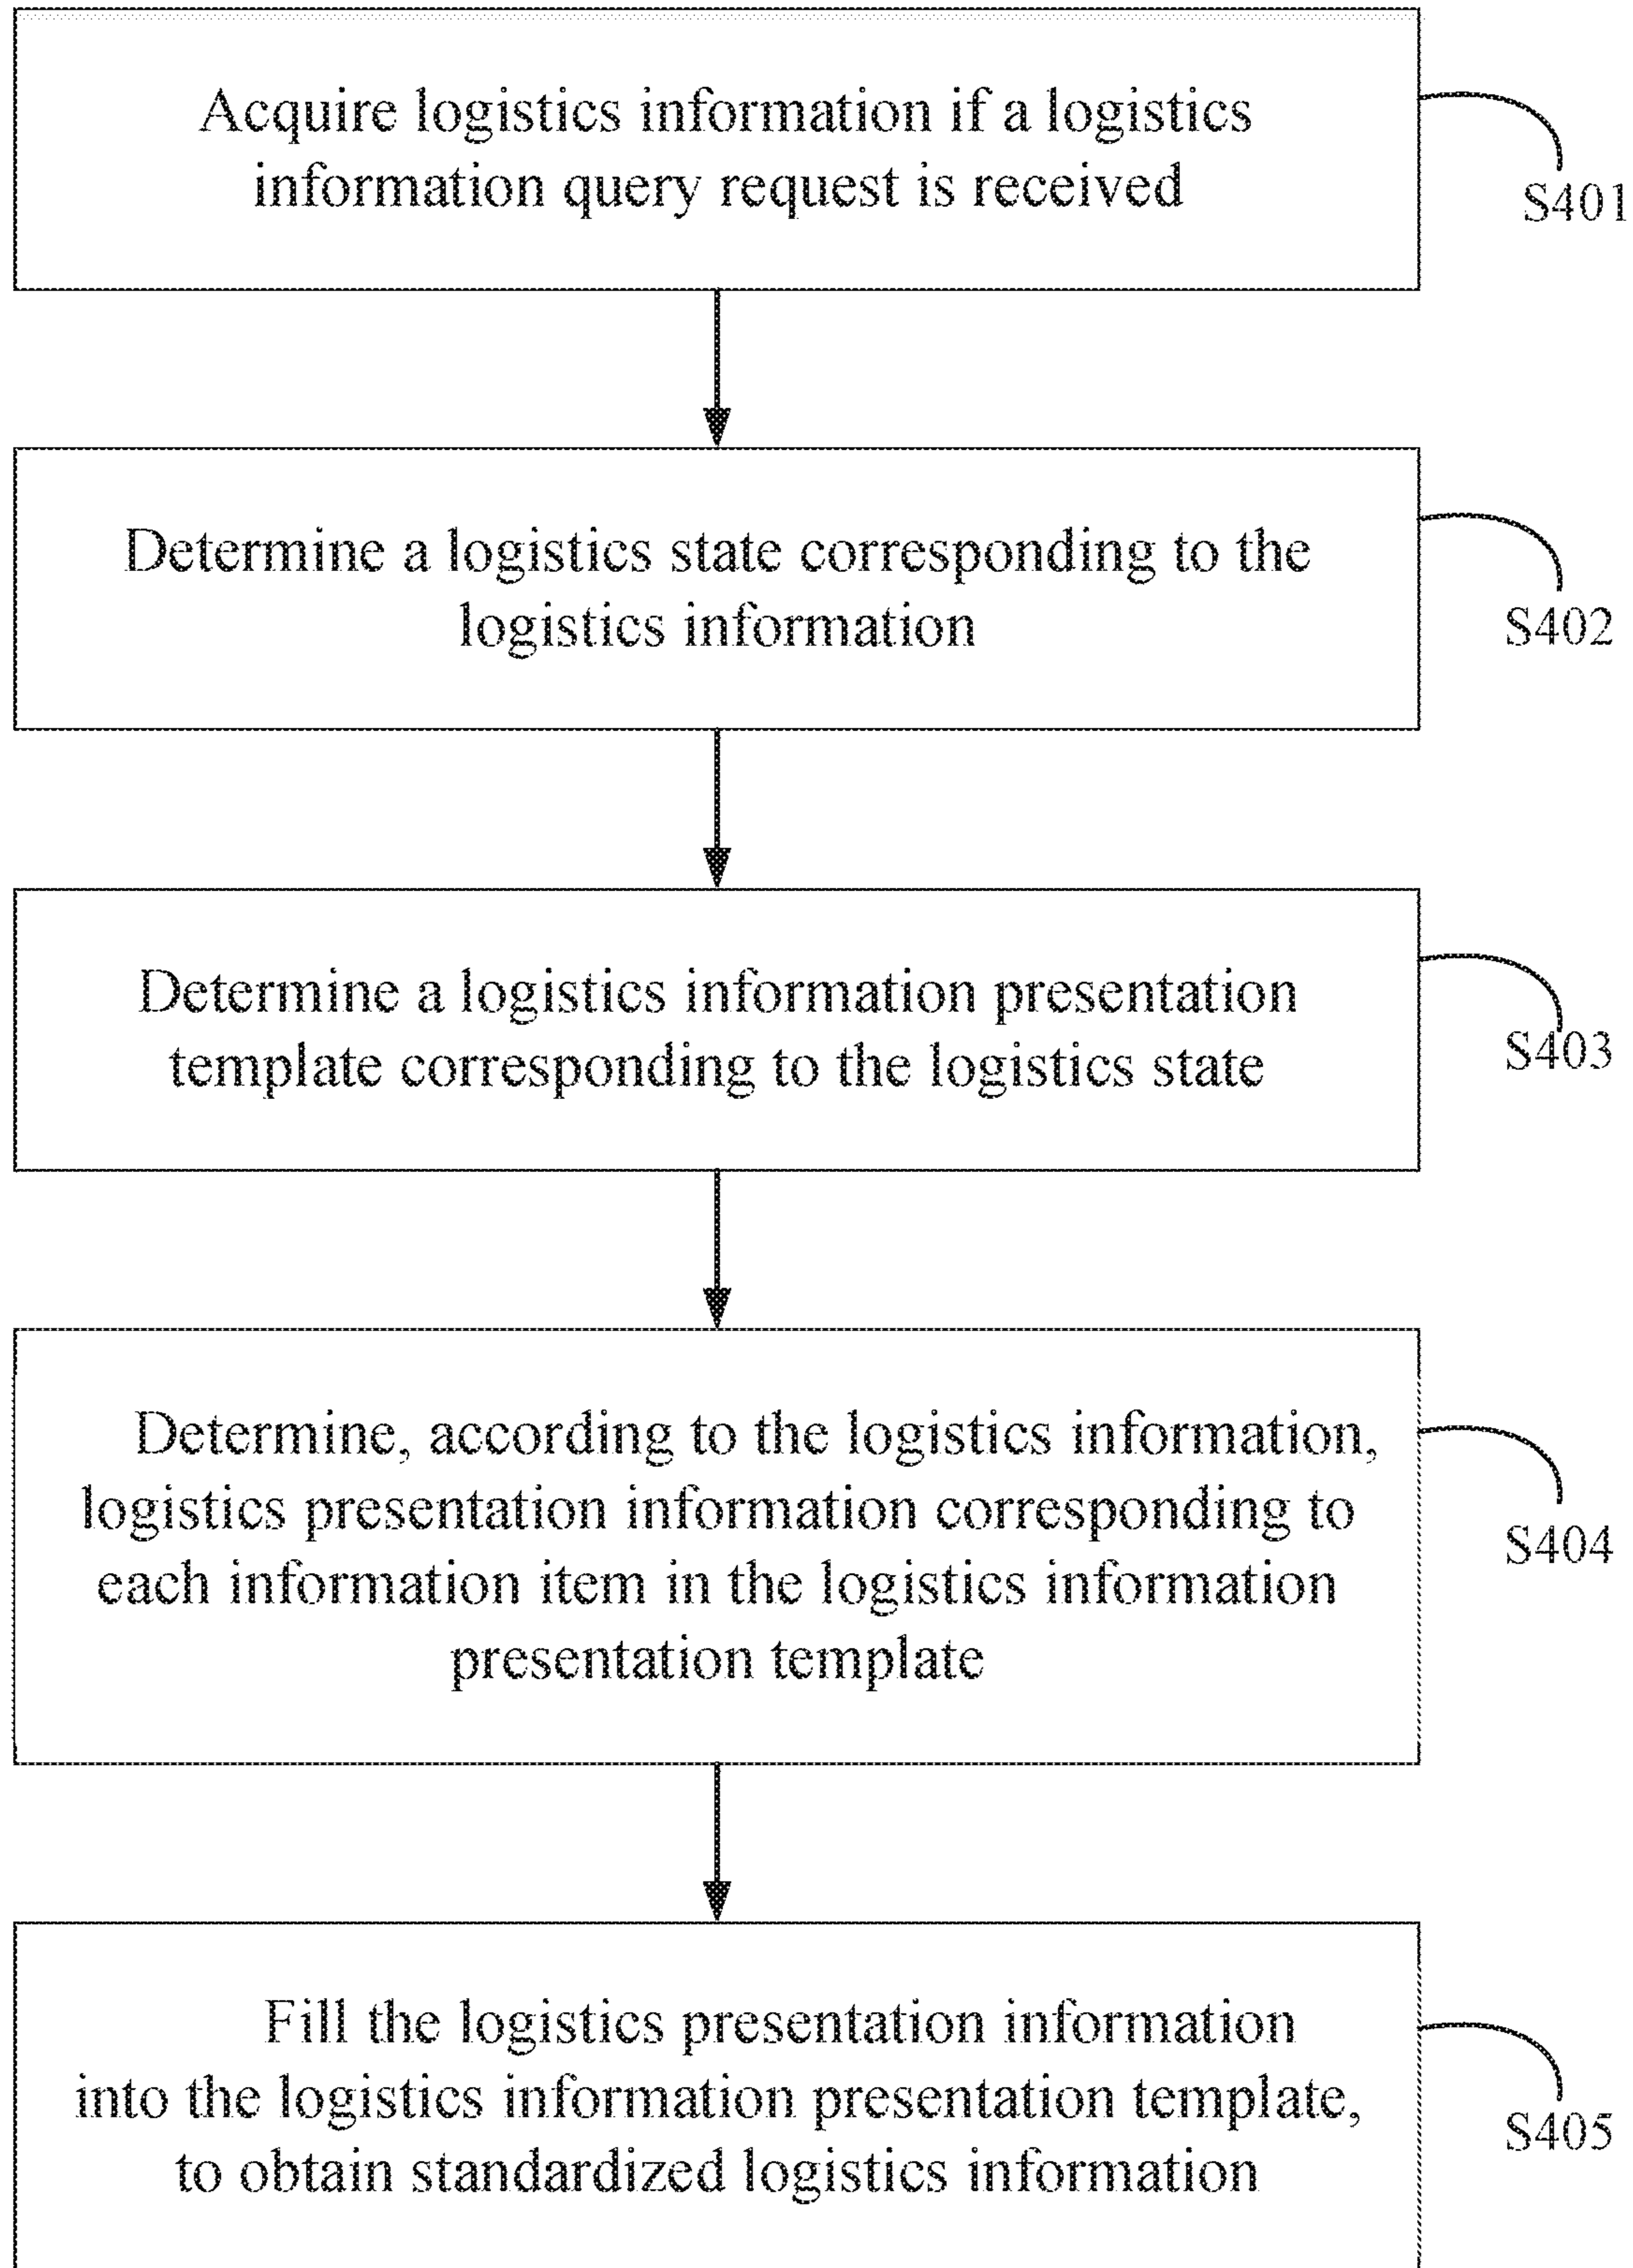 Acquire logistics information if a logistics
information query request is received
S401
Determine a logistics state corresponding to the
logistics information
S402
Determine a logistics information presentation
template corresponding to the logistics state
S403
Determine, according to the logistics information,
logistics presentation information corresponding to
each information item in the logistics information
presentation template
S404
Fill the logistics presentation information
into the logistics information presentation template,
to obtain standardized logistics information
S405